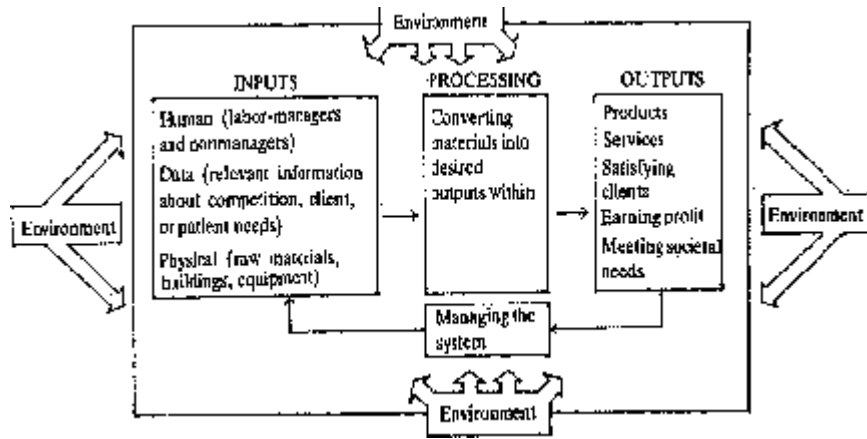 Environment
INPUTS
Human (labor-managers
and nonmanagers)
Data (relevant information
about competition, client,
or patient needs)
Physical (raw materials,
buildings, equipment)
PROCESSING
Converting
materials into
desired
outputs within
OUTPUTS
Products
Services
Satisfying
clients
Earning profit
Meeting societal
needs
Environment
Environment
Managing the
system
Environment